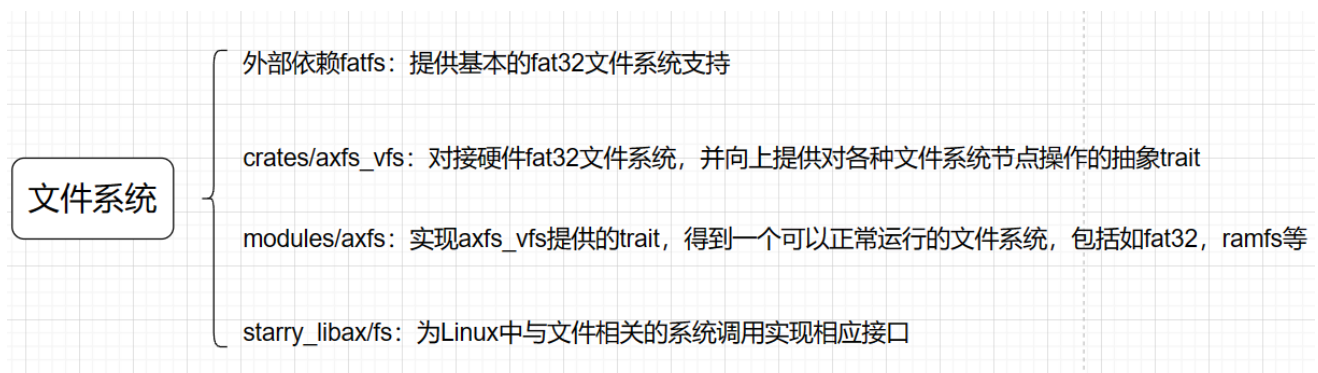 外部依赖fatfs：提供基本的fat32文件系统支持
crates/axfs_vfs：对接硬件fat32文件系统，并向上提供对各种文件系统节点操作的抽象trait
文件系统
modules/axfs：实现axfs_vfs提供的trait，得到一个可以正常运行的文件系统，包括如fat32，ramfs等
starry_libax/fs：为Linux中与文件相关的系统调用实现相应接口